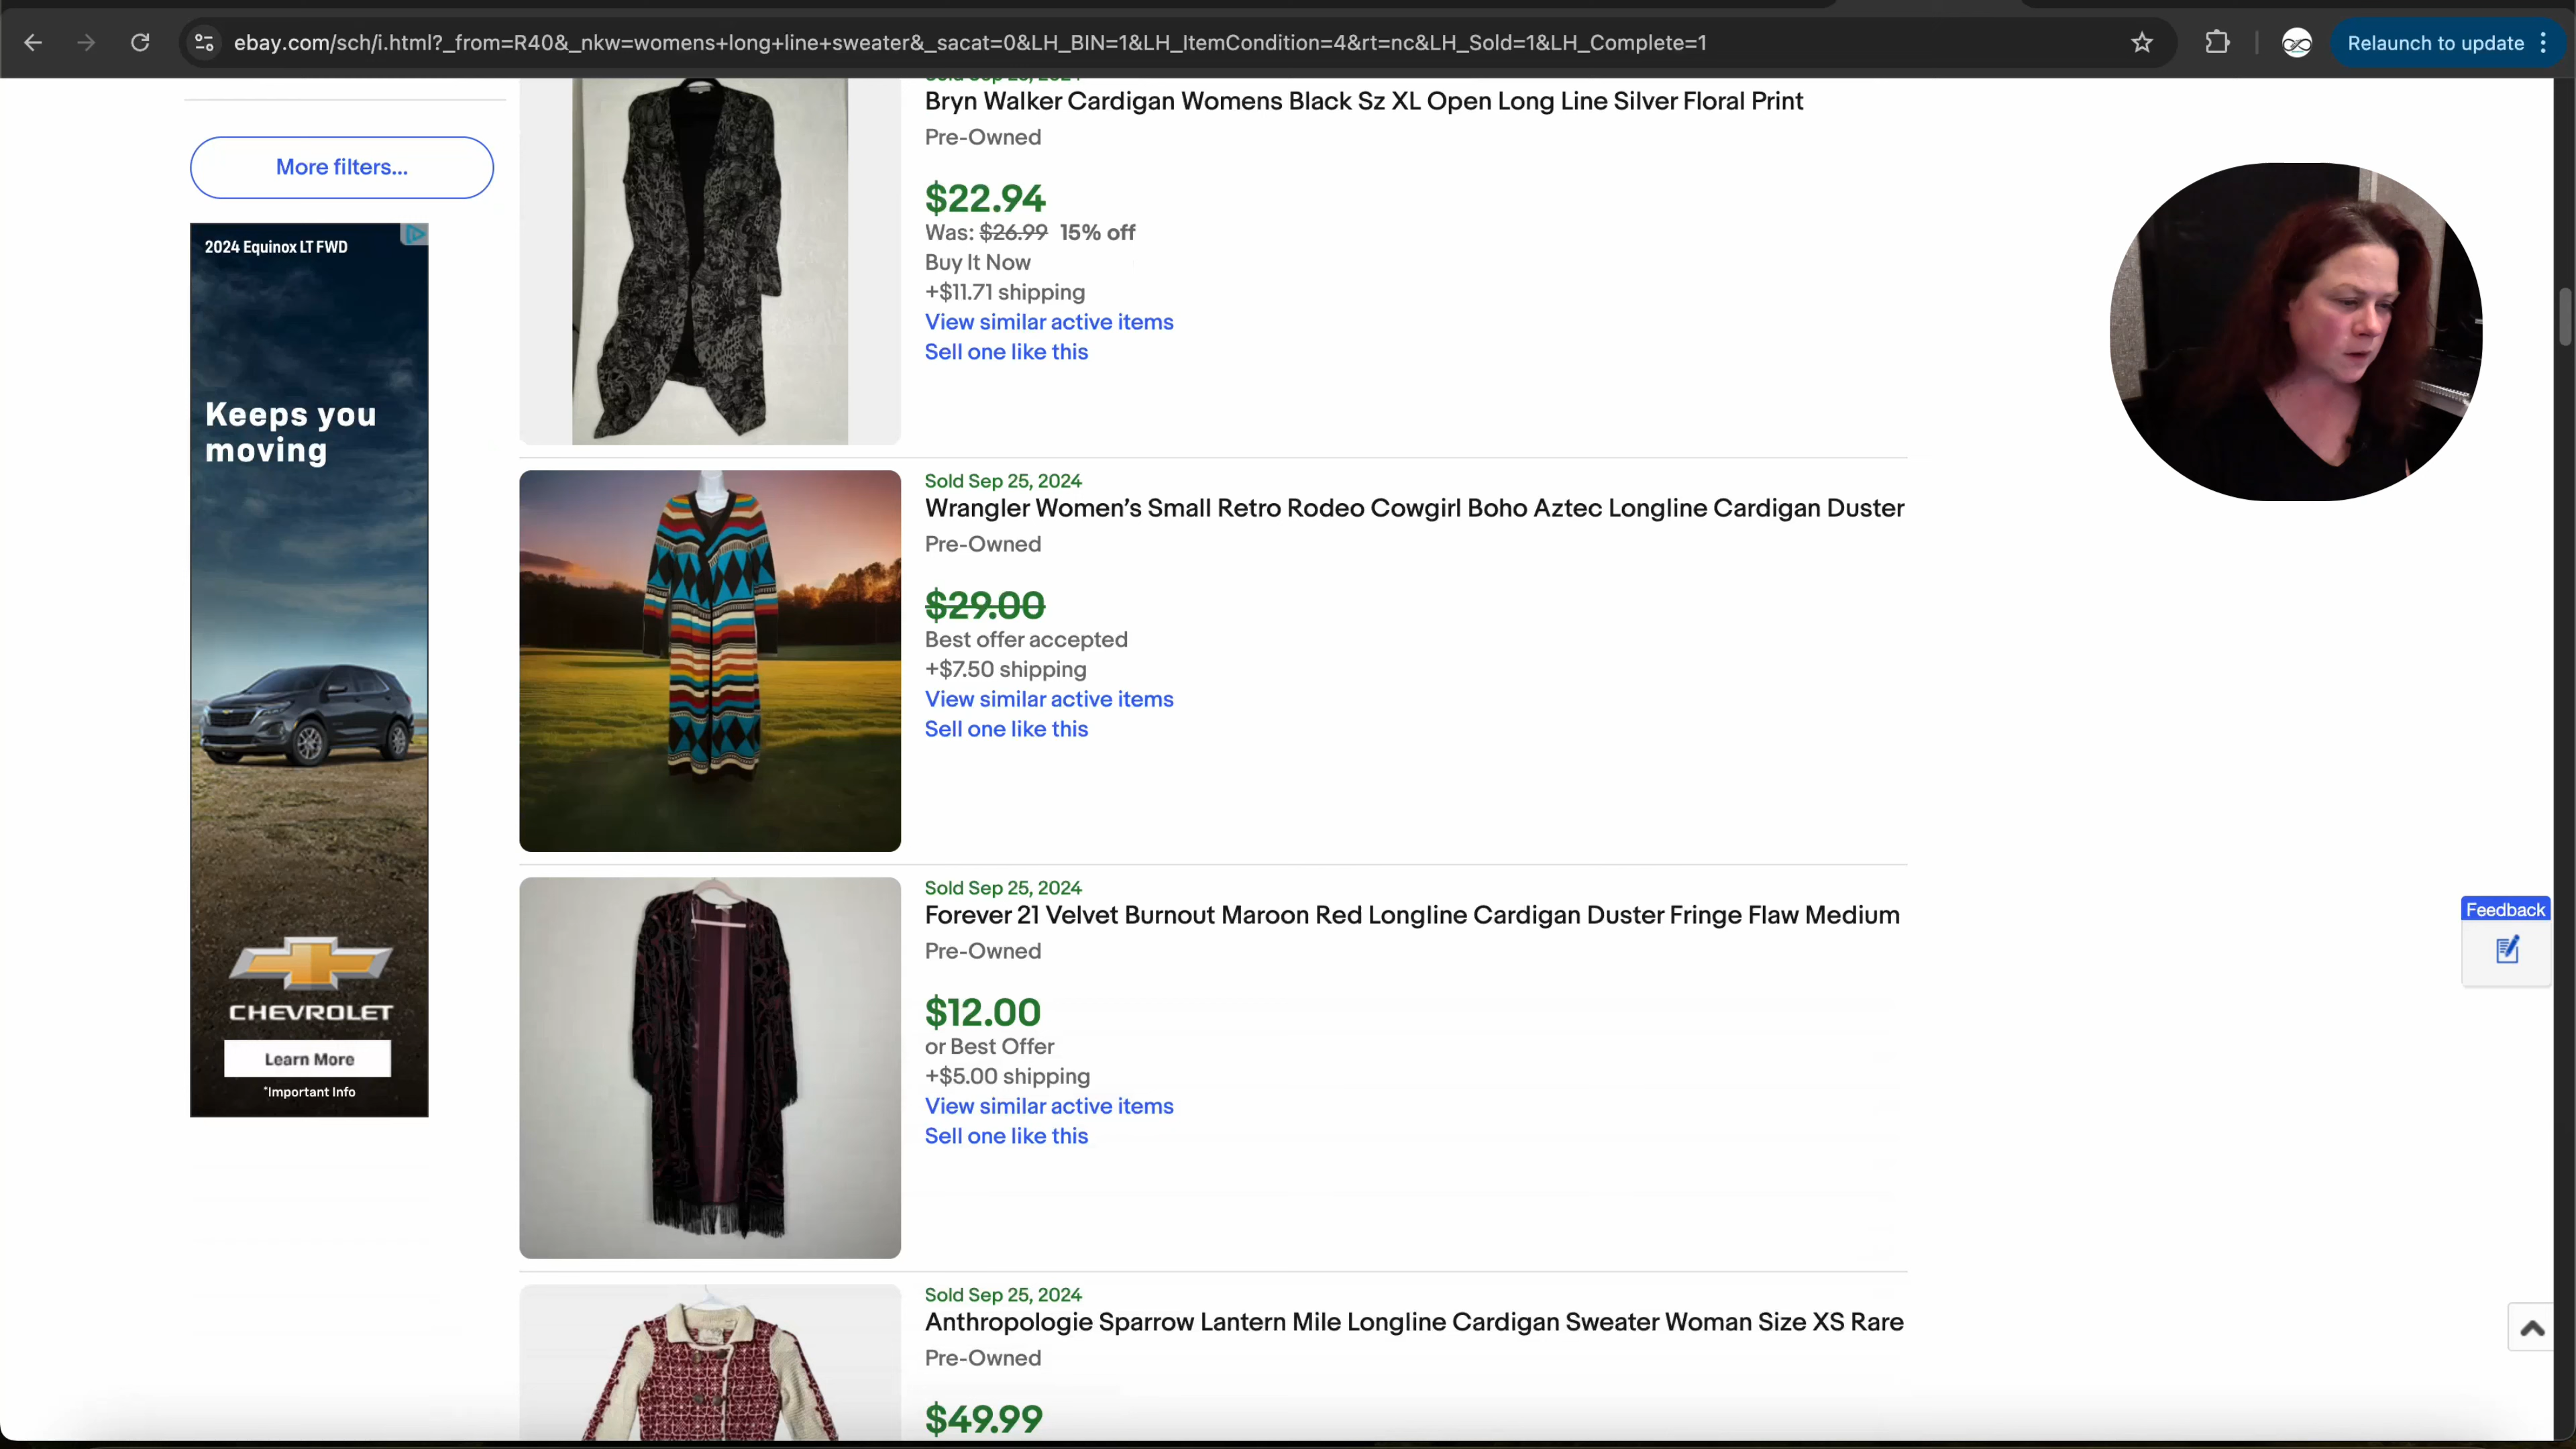 ebay.com/sch/i.html?_from=R40&_nkw=womens+long+line+sweater&_sacat=0&LH_BIN=1&LH_ItemCondition=4&rt=nc&LH_Sold=1&LH_Complete=1
Relaunch to update
More filters...
2024 Equinox LT FWD
Keeps you
moving
CHEVROLET
Learn More
*Important Info
Bryn Walker Cardigan Womens Black Sz XL Open Long Line Silver Floral Print
Pre-Owned
$22.94
Was: $26.99 15% off
Buy It Now
+$11.71 shipping
View similar active items
Sell one like this
Sold Sep 25, 2024
Wrangler Women’s Small Retro Rodeo Cowgirl Boho Aztec Longline Cardigan Duster
Pre-Owned
$29.00
Best offer accepted
+$7.50 shipping
View similar active items
Sell one like this
Sold Sep 25, 2024
Forever 21 Velvet Burnout Maroon Red Longline Cardigan Duster Fringe Flaw Medium
Pre-Owned
$12.00
or Best Offer
+$5.00 shipping
View similar active items
Sell one like this
Sold Sep 25, 2024
Anthropologie Sparrow Lantern Mile Longline Cardigan Sweater Woman Size XS Rare
Pre-Owned
$49.99
Feedback